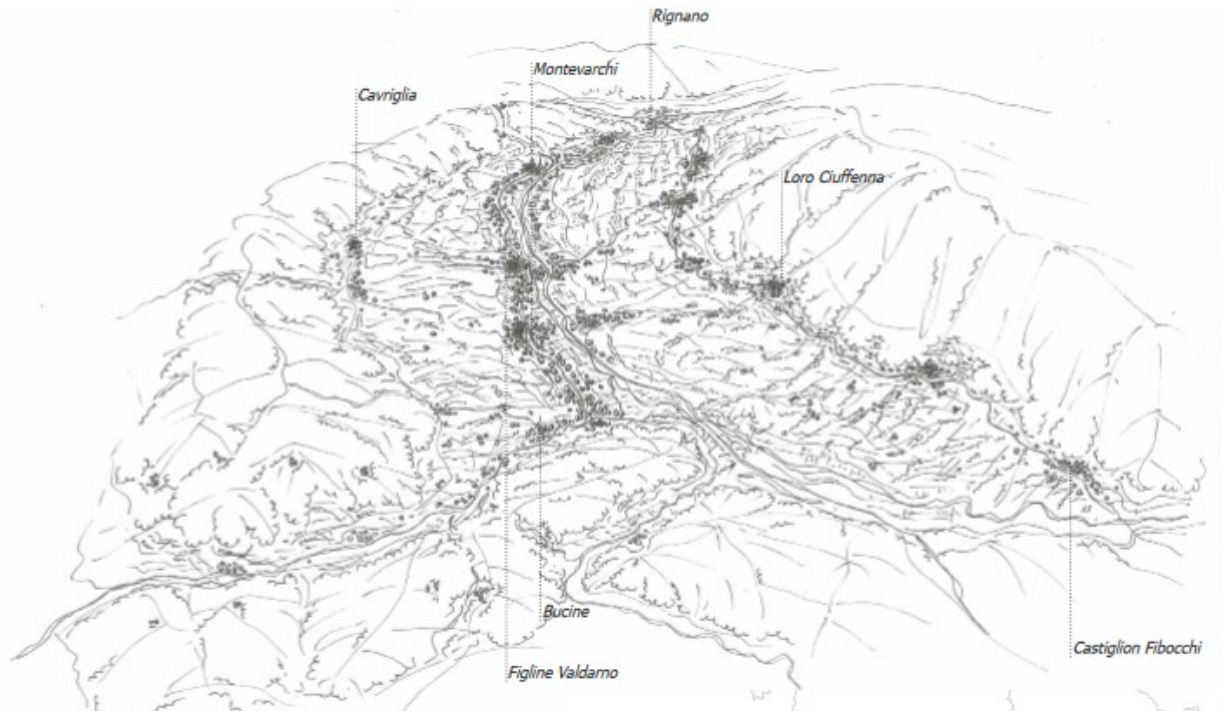 Rignano
Montevarchi
Cavriglia
Loro Ciuffenna
Bucine
Castiglion Fibocchi
Figline Valdarno